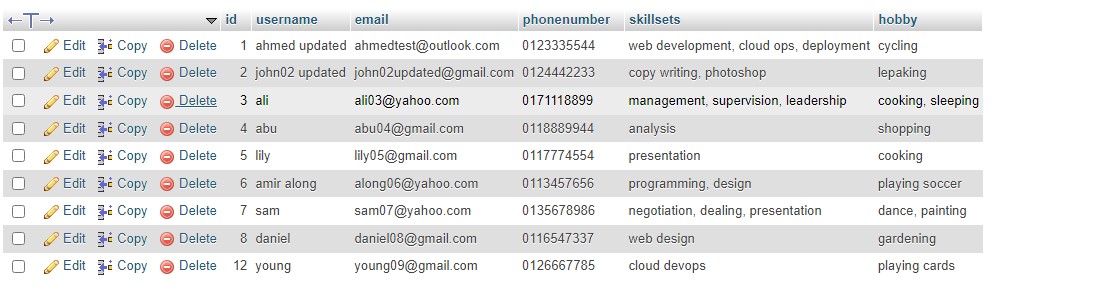 id username email phonenumber skillsets hobby
Edit Copy Delete 1 ahmed updated ahmedtest@outlook.com 0123335544 web development, cloud ops, deployment cycling
Edit Copy Delete 2 john02 updated john02updated@gmail.com 0124442233 copy writing, photoshop lepaking
Edit Copy Delete 3 ali ali03@yahoo.com 0171118899 management, supervision, leadership cooking, sleeping
Edit Copy Delete 4 abu abu04@gmail.com 0118889944 analysis shopping
Edit Copy Delete 5 lily lily05@gmail.com 0117774554 presentation cooking
Edit Copy Delete 6 amir along along06@yahoo.com 0113457656 programming, design playing soccer
Edit Copy Delete 7 sam sam07@yahoo.com 0135678986 negotiation, dealing, presentation dance, painting
Edit Copy Delete 8 daniel daniel08@gmail.com 0116547337 web design gardening
Edit Copy Delete 12 young young09@gmail.com 0126667785 cloud devops playing cards